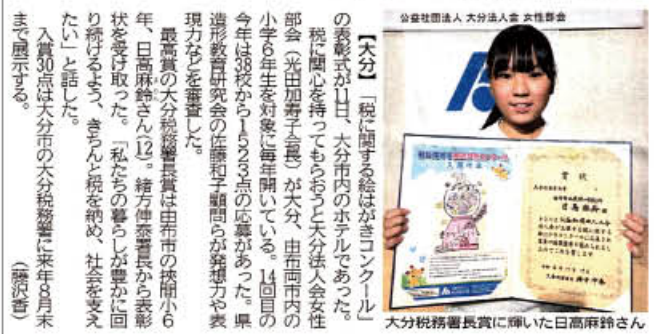 公益社団法人 大分法人会 女性部会
【大分】「税に関する絵はがきコンクール」
の表彰式が11日、大分市内のホテルであった。
税に関心を持ってもらおうと大分法人会女性
部会(光田加寿子会長)が大分、由布両市内の
小学6年生を対象に毎年開いている。14回目の
今年は38校から1523点の応募があった。県
造形教育研究会の佐藤和子顧問らが発想力や表
現力などを審査した。
最高賞の大分税務署長賞は由布市の挾間小6
年、日高麻鈴さん(12)。緒方伸泰署長から表彰
状を受け取った。「私たちの暮らしが豊かに回
り続けるよう、きちんと税を納め、社会を支え
たい」と話した。
入賞30点は大分市の大分税務署に来年8月末
まで展示する。
(藤沢香)
賞状
大分税務署長賞に輝いた日高麻鈴さん